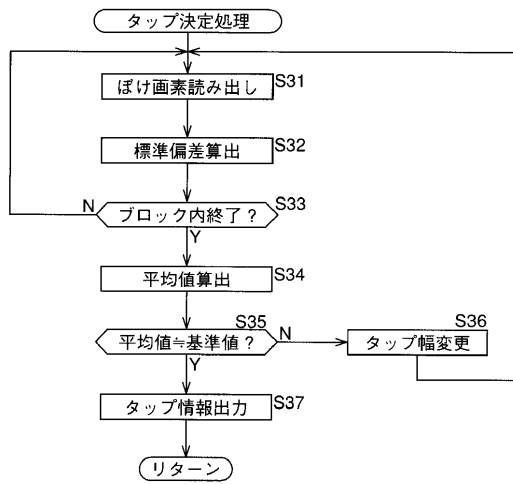 タップ決定処理
ぼけ画素読み出し S31
標準偏差算出 S32
N ブロック内終了? S33
Y
平均値算出 S34
平均値≒基準値? S35 N
タップ幅変更 S36
Y
タップ情報出力 S37
リターン